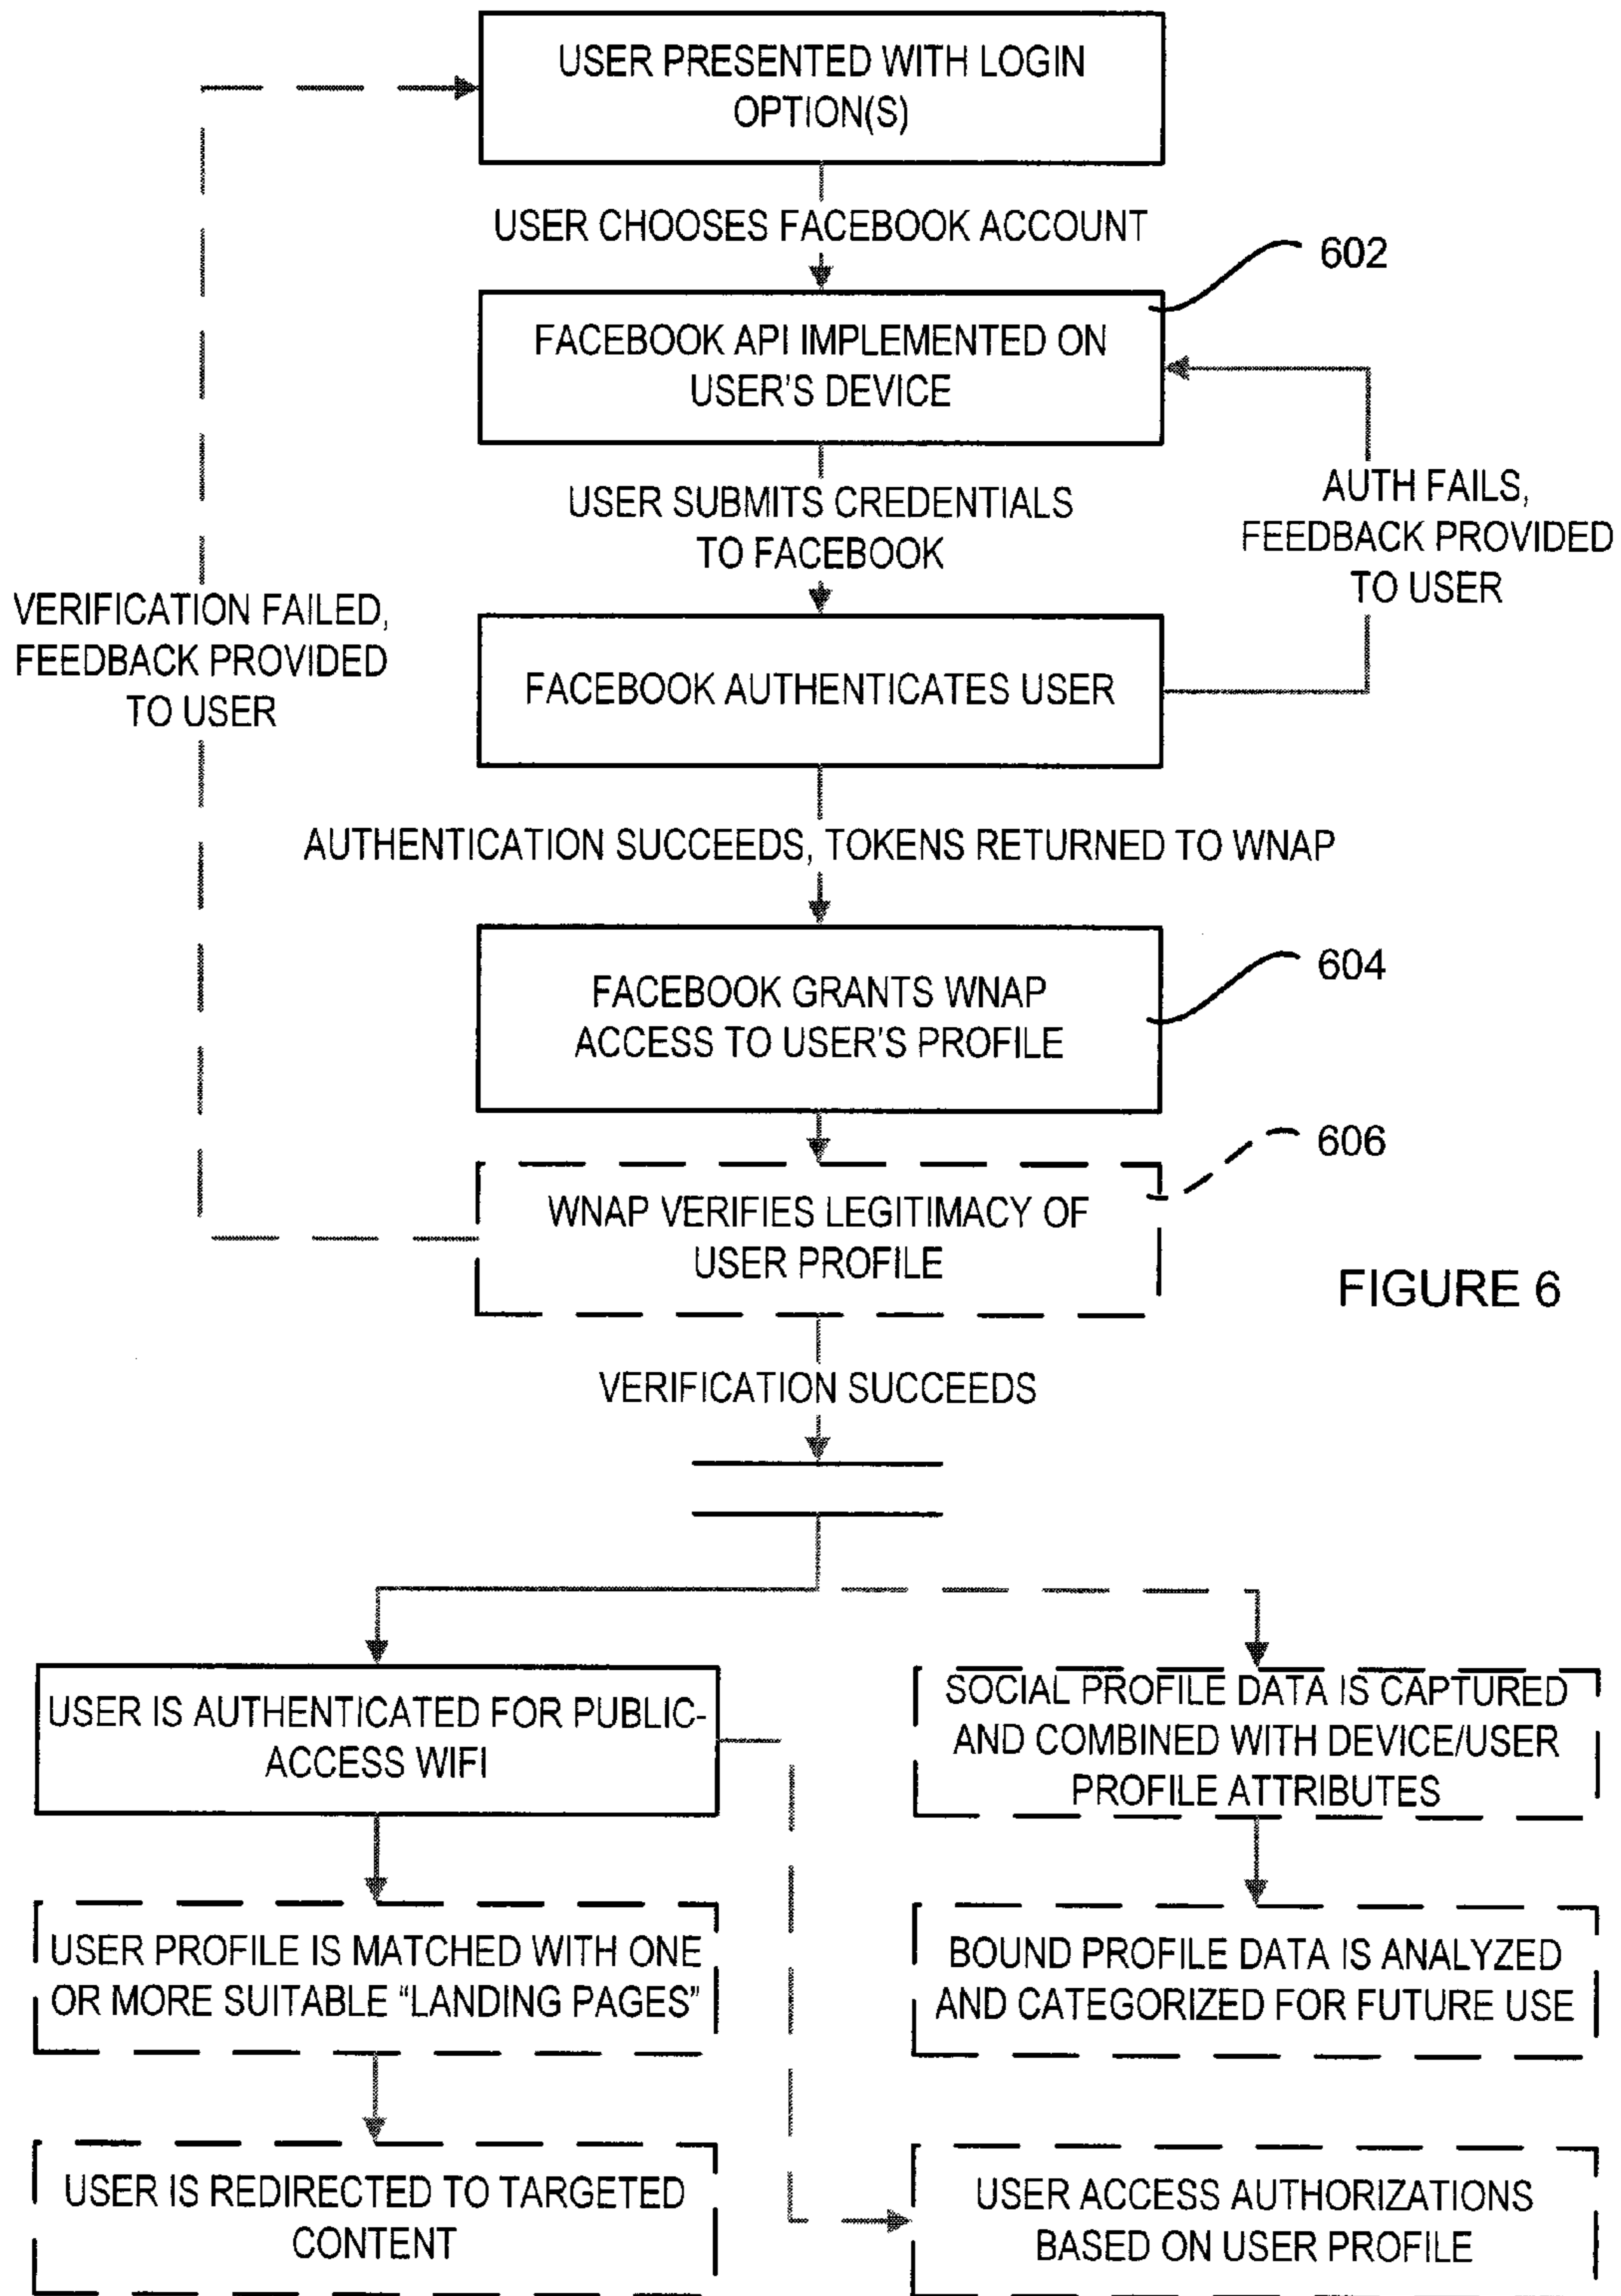 USER PRESENTED WITH LOGIN
OPTION(S)
USER CHOOSES FACEBOOK ACCOUNT
602
FACEBOOK API IMPLEMENTED ON
USER'S DEVICE
USER SUBMITS CREDENTIALS
TO FACEBOOK
AUTH FAILS,
FEEDBACK PROVIDED
TO USER
VERIFICATION FAILED,
FEEDBACK PROVIDED
TO USER
FACEBOOK AUTHENTICATES USER
AUTHENTICATION SUCCEEDS, TOKENS RETURNED TO WNAP
604
FACEBOOK GRANTS WNAP
ACCESS TO USER'S PROFILE
606
WNAP VERIFIES LEGITIMACY OF
USER PROFILE
FIGURE 6
VERIFICATION SUCCEEDS
USER IS AUTHENTICATED FOR PUBLIC-
ACCESS WIFI
SOCIAL PROFILE DATA IS CAPTURED
AND COMBINED WITH DEVICE/USER
PROFILE ATTRIBUTES
USER PROFILE IS MATCHED WITH ONE
OR MORE SUITABLE "LANDING PAGES"
BOUND PROFILE DATA IS ANALYZED
AND CATEGORIZED FOR FUTURE USE
USER IS REDIRECTED TO TARGETED
CONTENT
USER ACCESS AUTHORIZATIONS
BASED ON USER PROFILE